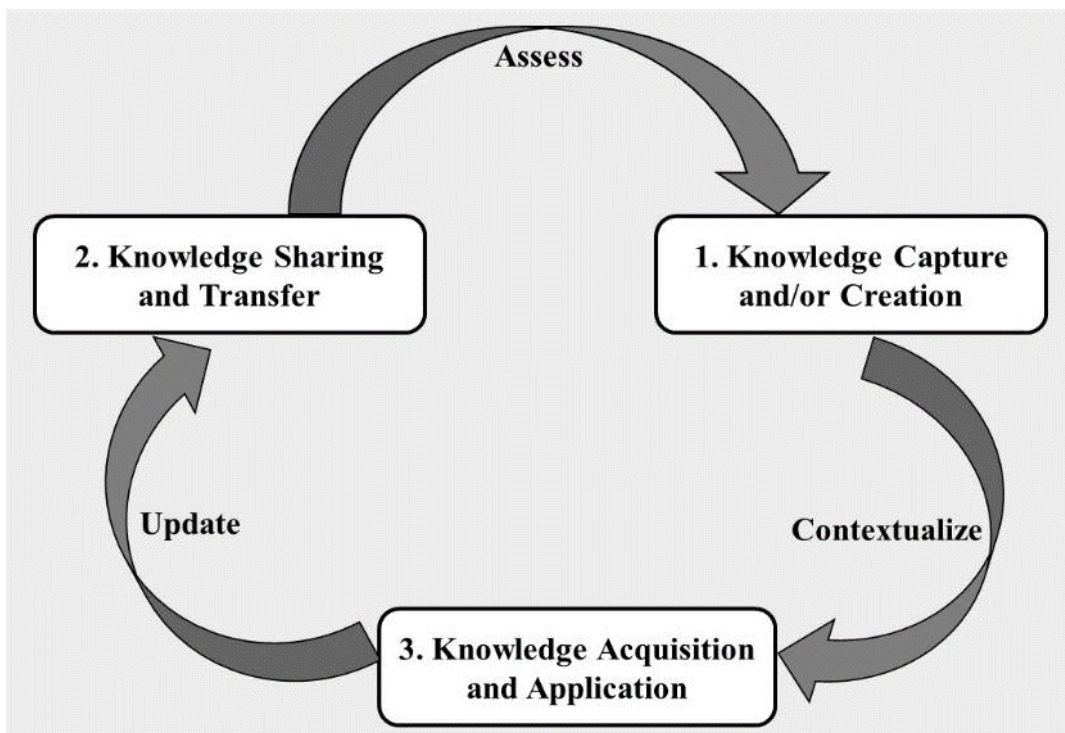 Assess
2. Knowledge Sharing
and Transfer
1. Knowledge Capture
and/or Creation
Update
Contextualize
3. Knowledge Acquisition
and Application